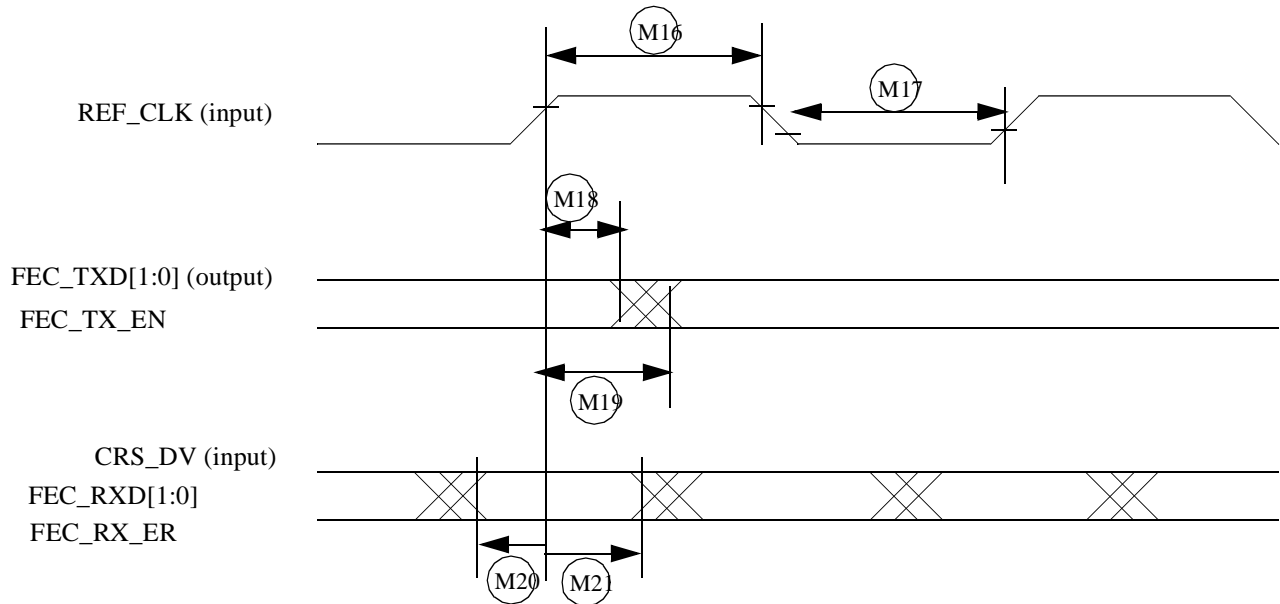 M16
M17
REF_CLK (input)
M18
FEC_TXD[1:0] (output)
FEC_TX_EN
M19
CRS_DV (input)
FEC_RXD[1:0]
FEC_RX_ER
M20
M21